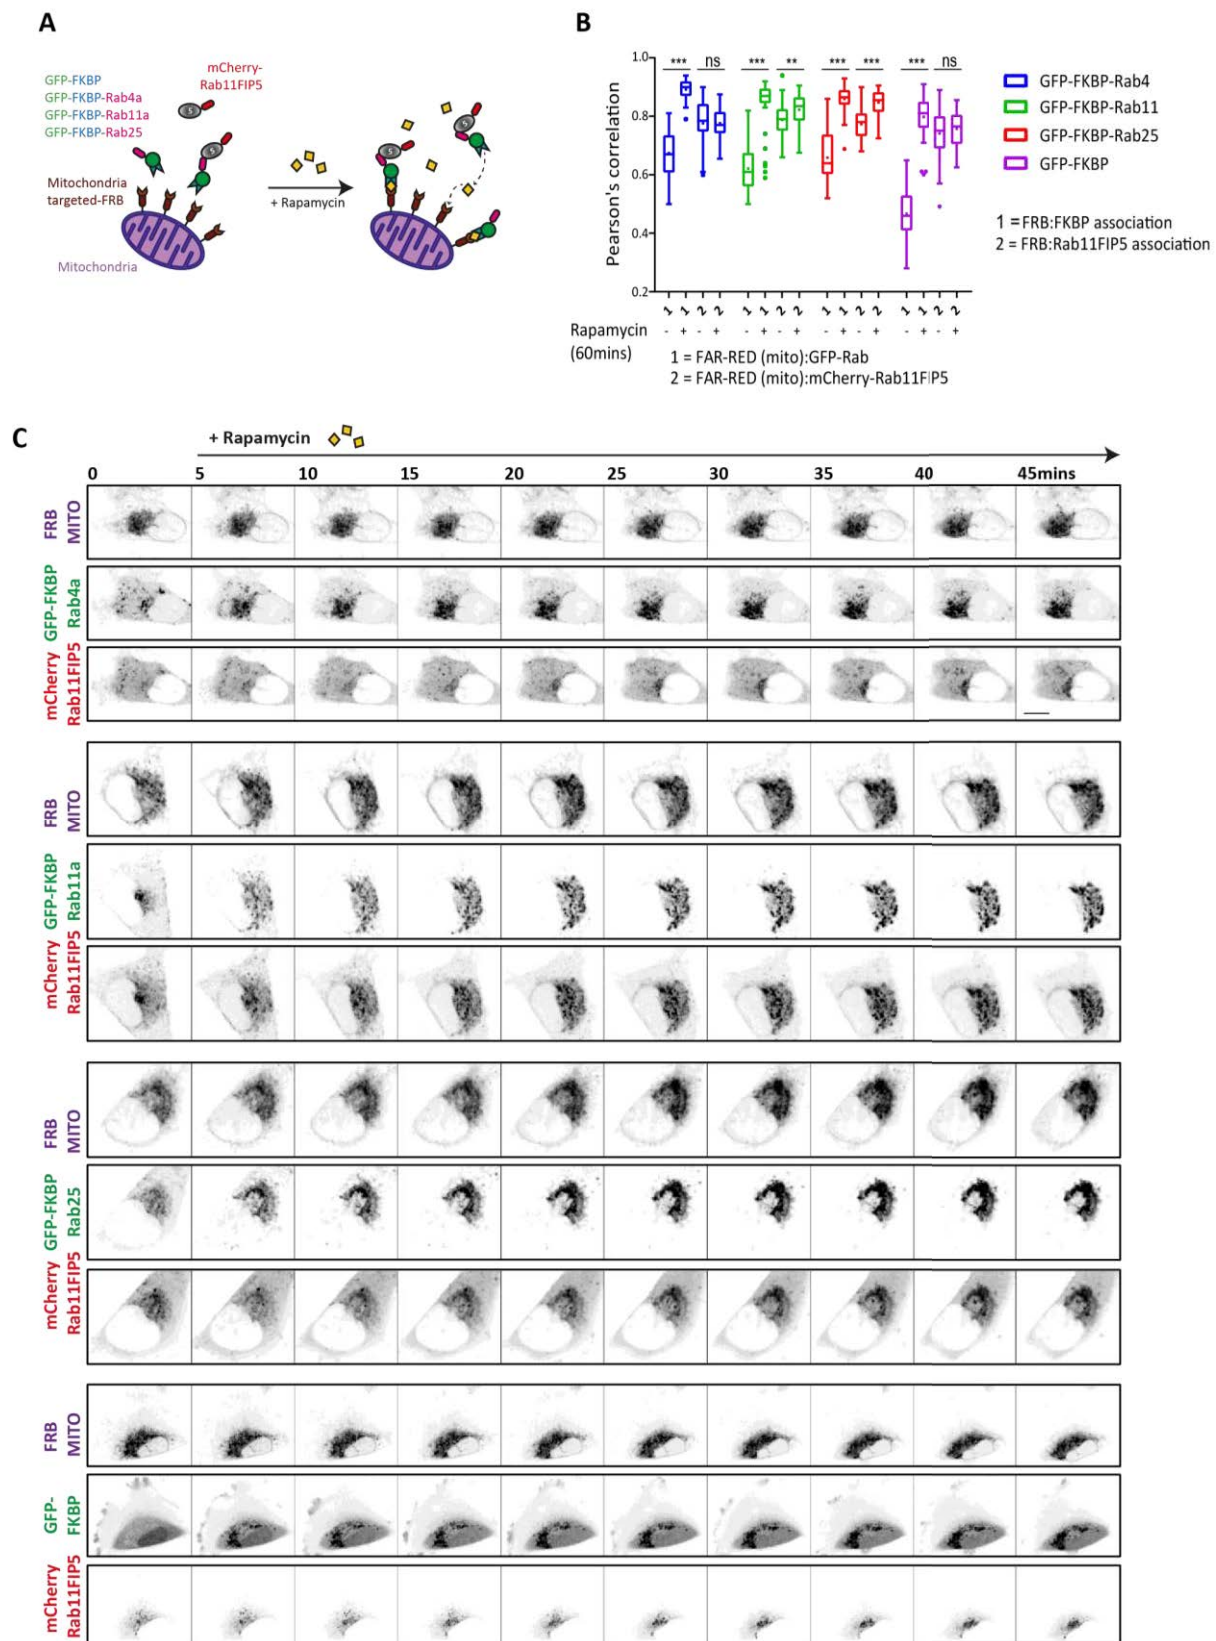 A
GFP-FKBP
GFP-FKBP-Rab4a
GFP-FKBP-Rab11a
GFP-FKBP-Rab25
mCherry-
Rab11FIP5
5
5
5
Mitochondria
targeted-FRB
+ Rapamycin
Mitochondria
B
Pearson's correlation
1.0
0.8
0.6
0.4
0.2
*** ns *** ** *** *** *** ns
1 1 2 2 1 1 2 2 1 1 2 2 1 1 2 2
Rapamycin - + - + - + - + - + - + - + - +
(60mins)
1 = FAR-RED (mito):GFP-Rab
2 = FAR-RED (mito):mCherry-Rab11FIP5
GFP-FKBP-Rab4
GFP-FKBP-Rab11
GFP-FKBP-Rab25
GFP-FKBP
1 = FRB:FKBP association
2 = FRB:Rab11FIP5 association
C
+ Rapamycin
0 5 10 15 20 25 30 35 40 45mins
FRB
MITO
GFP-FKBP
Rab4a
mCherry
Rab11FIP5
FRB
MITO
GFP-FKBP
Rab11a
mCherry
Rab11FIP5
FRB
MITO
GFP-FKBP
Rab25
mCherry
Rab11FIP5
FRB
MITO
GFP-
FKBP
mCherry
Rab11FIP5